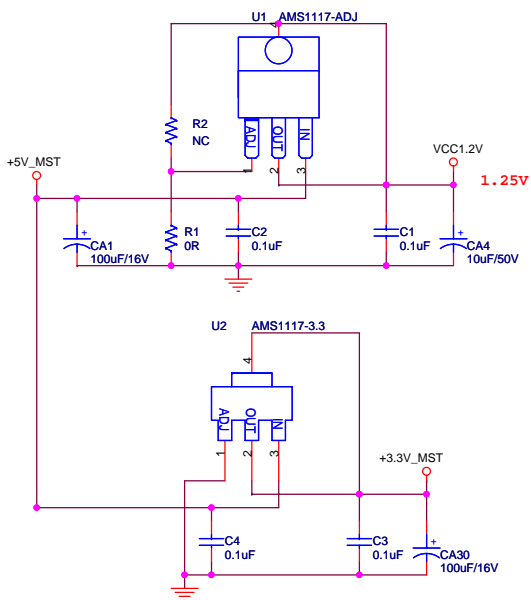 U1 AMS1117-ADJ
4
R2
NC
ADJ
OUT
IN
VCC1.2V
+5V_MST
1
2
3
1.25V
CA1
100uF/16V
R1
0R
C2
0.1uF
C1
0.1uF
CA4
10uF/50V
U2 AMS1117-3.3
4
ADJ
OUT
IN
1
2
3
+3.3V_MST
C4
0.1uF
C3
0.1uF
CA30
100uF/16V